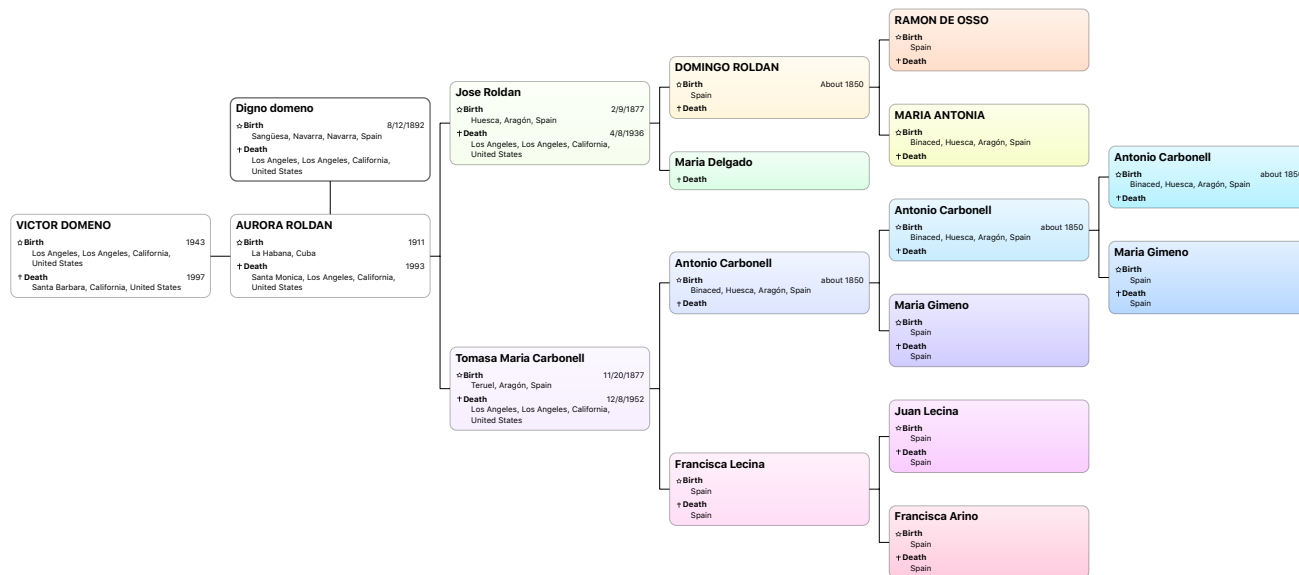 RAMON DE OSSO
☆Birth
Spain
†Death
DOMINGO ROLDAN
☆Birth About 1850
Spain
†Death
Jose Roldan
☆Birth 2/9/1877
Huesca, Aragón, Spain
†Death 4/8/1936
Los Angeles, Los Angeles, California,
United States
Digno domeno
☆Birth 8/12/1892
Sangüesa, Navarra, Navarra, Spain
†Death
Los Angeles, Los Angeles, California,
United States
MARIA ANTONIA
☆Birth
Binaced, Huesca, Aragón, Spain
†Death
Maria Delgado
†Death
Antonio Carbonell
☆Birth about 1850
Binaced, Huesca, Aragón, Spain
†Death
Antonio Carbonell
☆Birth about 1850
Binaced, Huesca, Aragón, Spain
†Death
VICTOR DOMENO
☆Birth 1943
Los Angeles, Los Angeles, California,
United States
†Death 1997
Santa Barbara, California, United States
AURORA ROLDAN
☆Birth 1911
La Habana, Cuba
†Death 1993
Santa Monica, Los Angeles, California,
United States
Antonio Carbonell
☆Birth about 1850
Binaced, Huesca, Aragón, Spain
†Death
Maria Gimeno
☆Birth
Spain
†Death
Spain
Maria Gimeno
☆Birth
Spain
†Death
Spain
Tomasa Maria Carbonell
☆Birth 11/20/1877
Teruel, Aragón, Spain
†Death 12/8/1952
Los Angeles, Los Angeles, California,
United States
Juan Lecina
☆Birth
Spain
†Death
Spain
Francisca Lecina
☆Birth
Spain
†Death
Spain
Francisca Arino
☆Birth
Spain
†Death
Spain